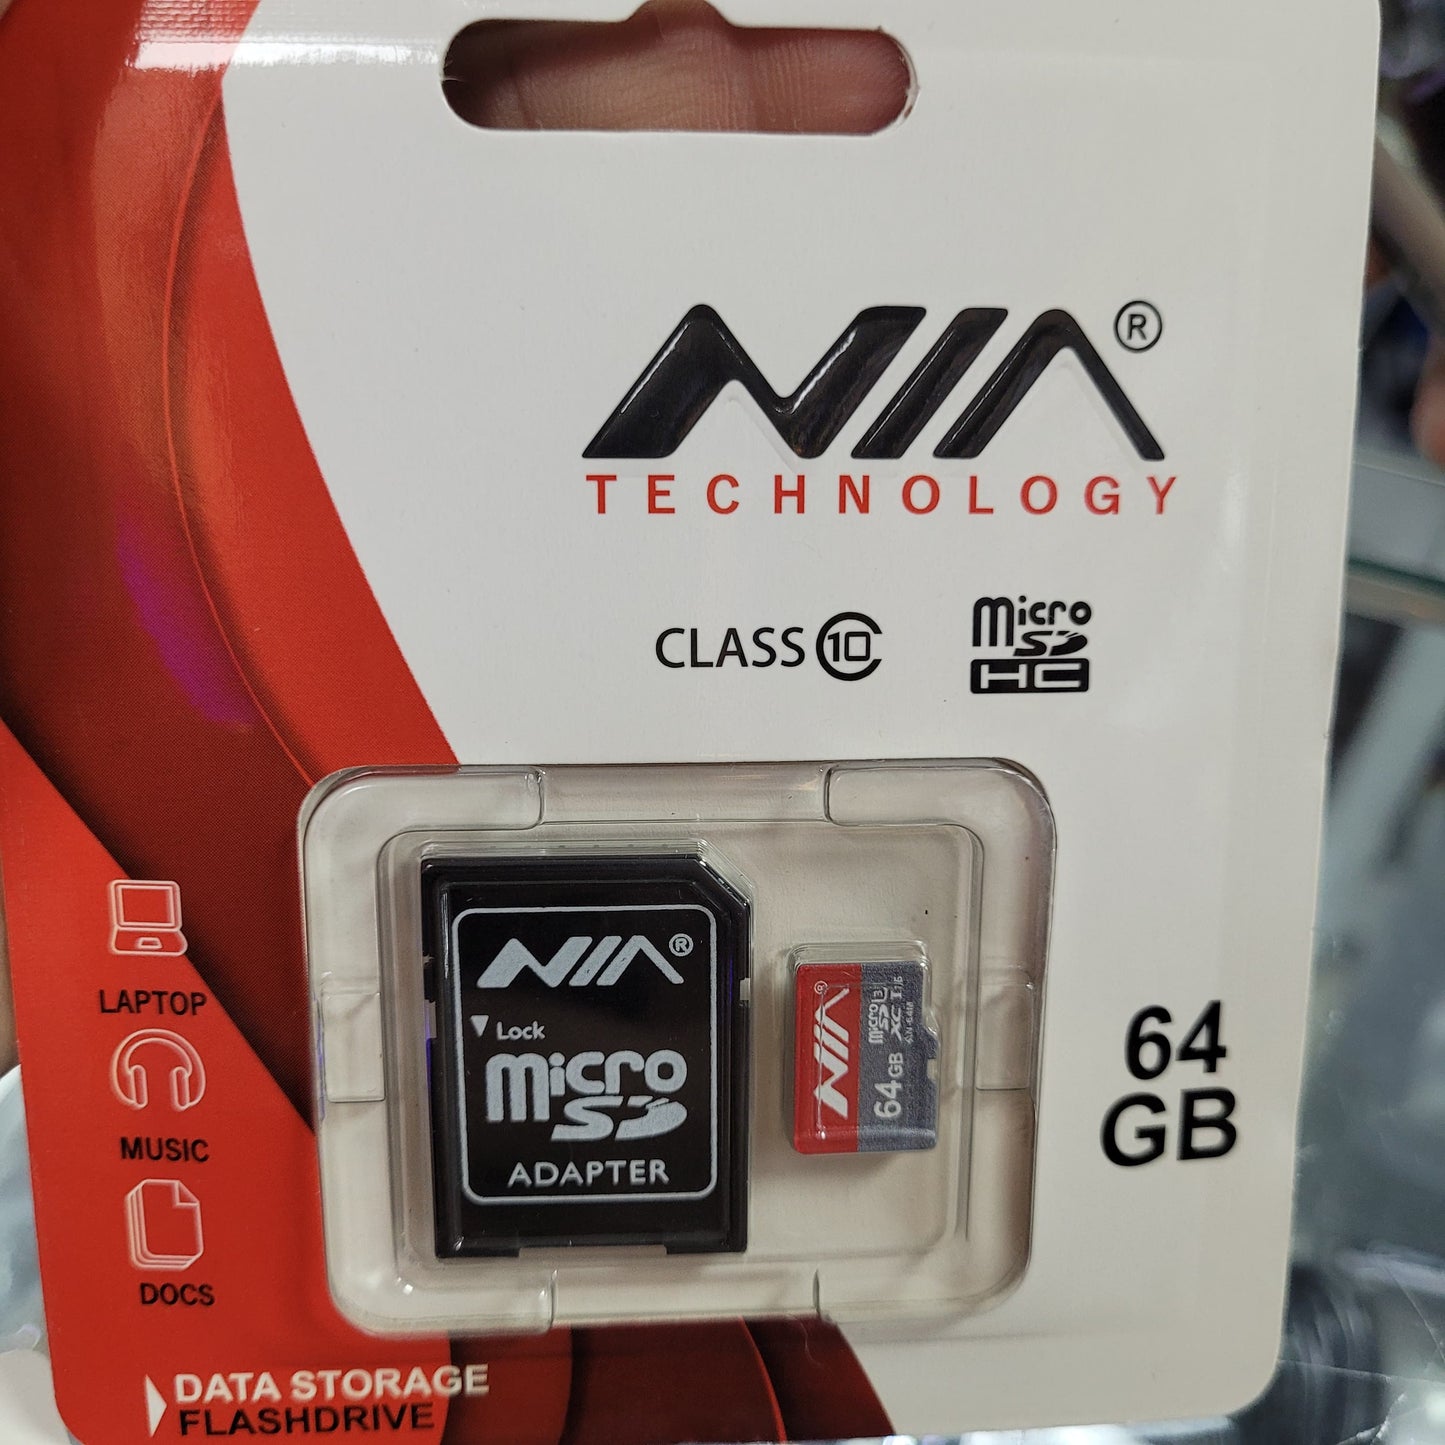 NIA®
TECHNOLOGY
CLASS 10
micro
SD
HC
NIA®
Lock
micro
SD
ADAPTER
NIA®
64GB
micro
SD
XC I
U3
64
GB
LAPTOP
MUSIC
DOCS
DATA STORAGE
FLASHDRIVE